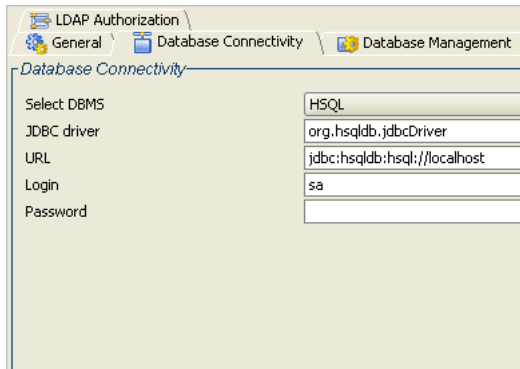 LDAP Authorization
General
Database Connectivity
Database Management
Database Connectivity
Select DBMS
HSQL
JDBC driver
org.hsqldb.jdbcDriver
URL
jdbc:hsqldb:hsql://localhost
Login
sa
Password